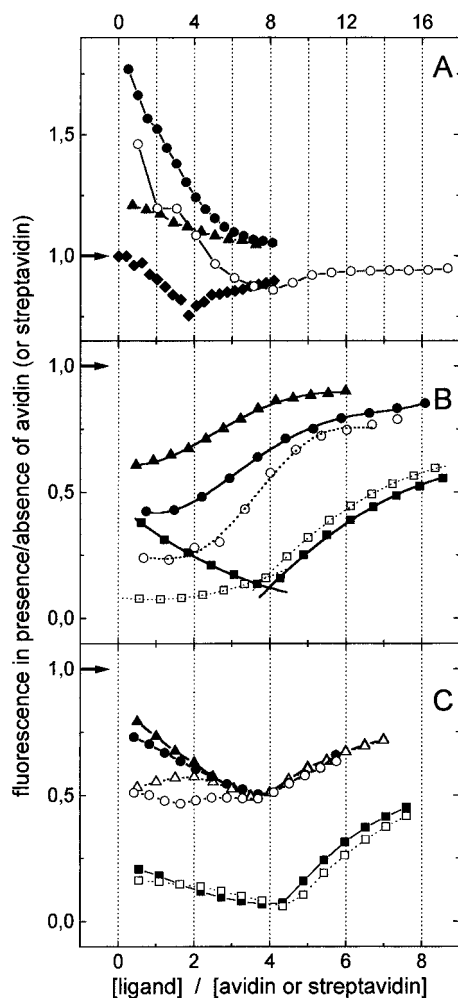 0 4 8 12 16
A
1,5
1,0
B
1,0
0,5
0,0
C
1,0
0,5
0,0
0 2 4 6 8
[ligand] / [avidin or streptavidin]
fluorescence in presence/absence of avidin (or streptavidin)